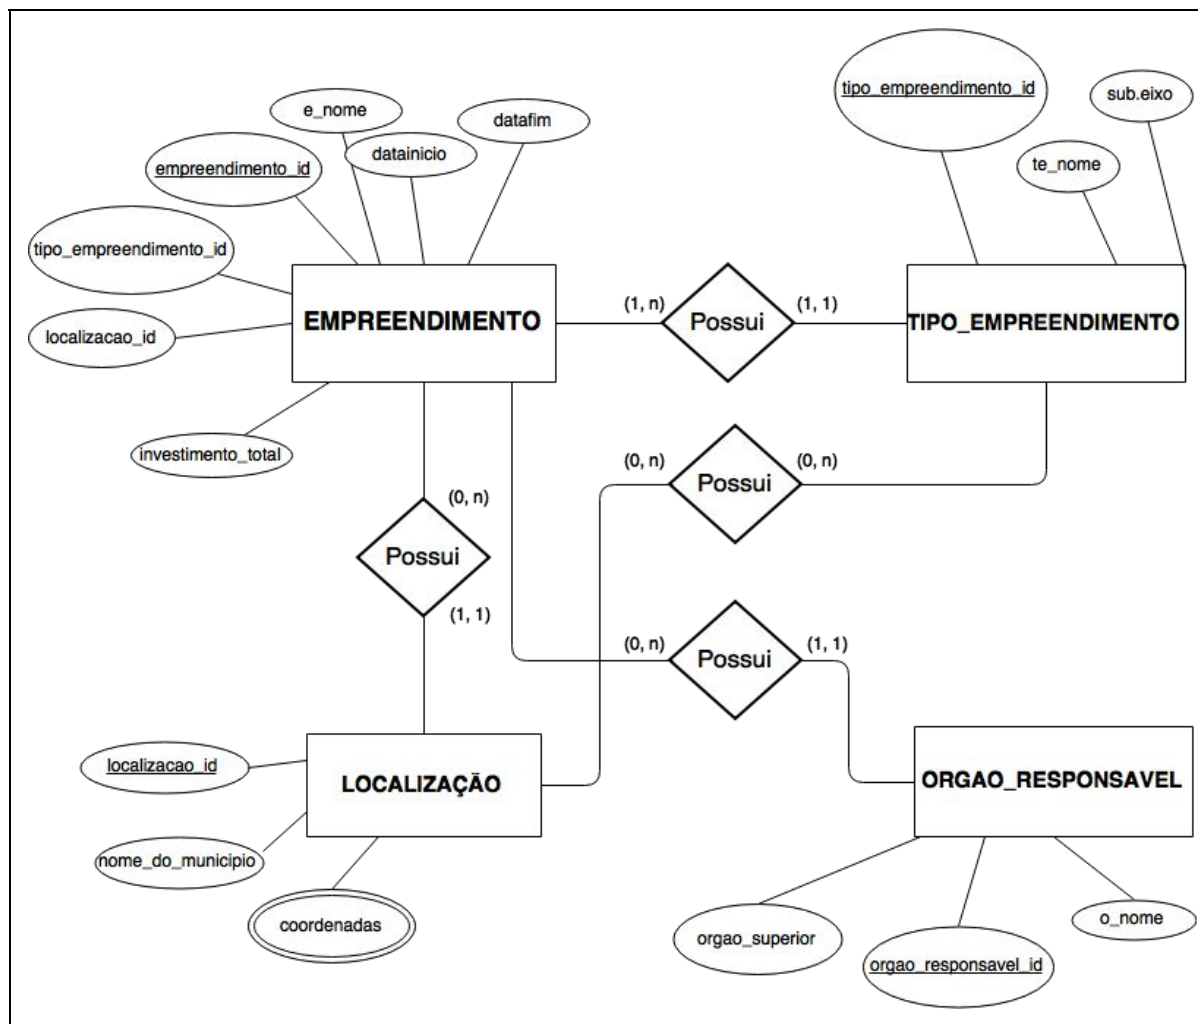 tipo_empreendimento_id
sub.eixo
e_nome
datafim
datainicio
te_nome
empreendimento_id
tipo_empreendimento_id
localizacao_id
EMPREENDIMENTO
(1, n)
Possui
(1, 1)
TIPO_EMPREENDIMENTO
investimento_total
(0, n)
Possui
(0, n)
(0, n)
Possui
(1, 1)
(0, n)
Possui
(1, 1)
localizacao_id
LOCALIZAÇÃO
ORGAO_RESPONSAVEL
nome_do_municipio
coordenadas
orgao_superior
orgao_responsavel_id
o_nome